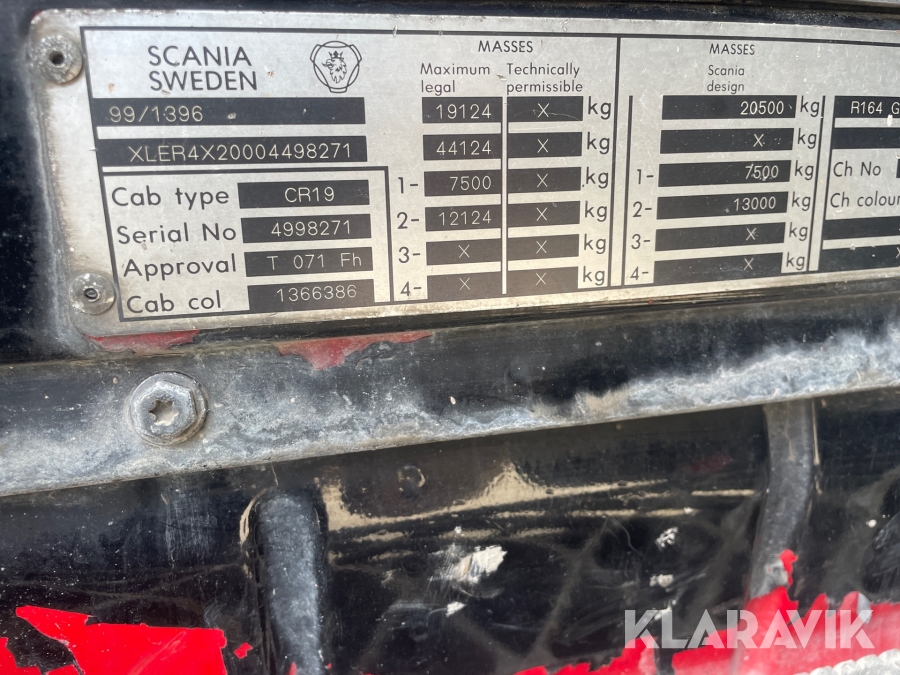 SCANIA
SWEDEN
99/1396
XLER4X20004498271
Cab type CR19
Serial No 4998271
Approval T 071 Fh
Cab col 1366386
MASSES
Maximum legal Technically permissible
19124 X kg
44124 X
1- 7500 X kg
2- 12124 X kg
3- X X kg
4- X X kg
MASSES
Scania
design
20500 kg
X kg
1- 7500 kg
2- 13000 kg
3- X kg
4- X kg
R164 G
Ch No
Ch colour
X
KLARAVIK